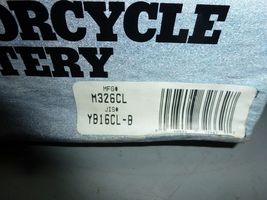 ORCYCLE
TERY
MFG#
M326CL
JIS#
YB16CL-B